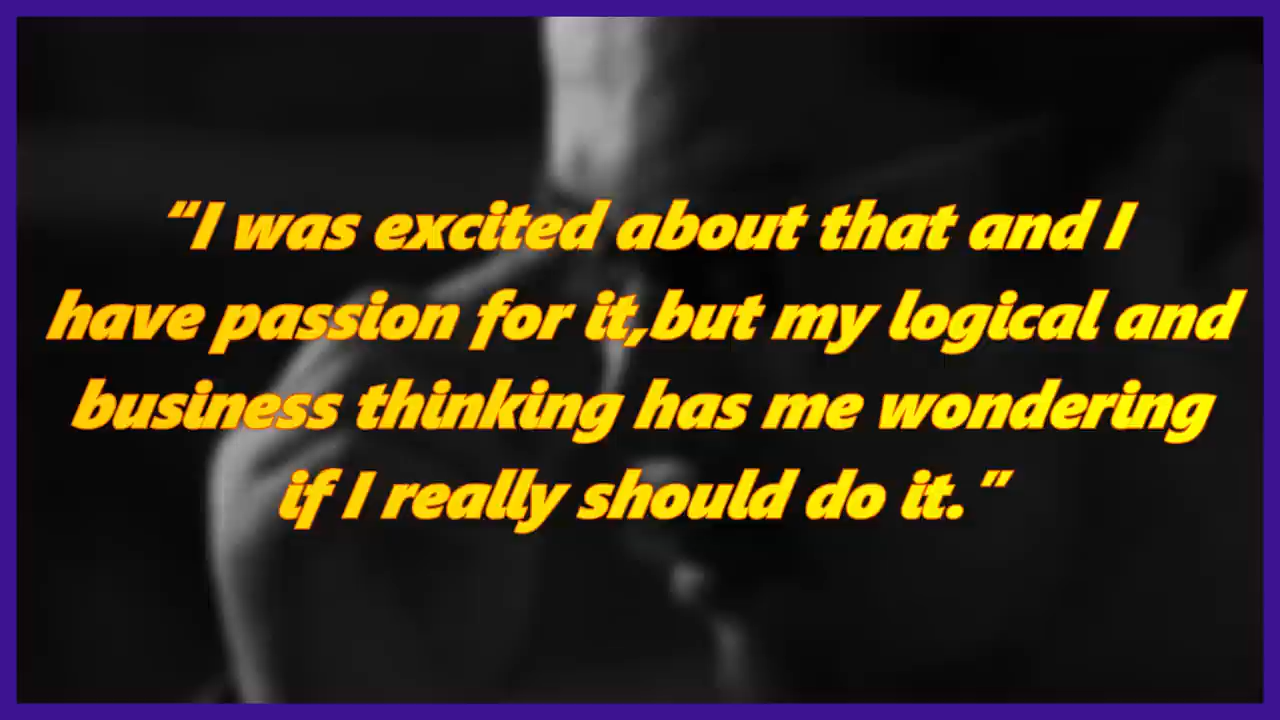 “I was excited about that and I
have passion for it,but my logical and
business thinking has me wondering
if I really should do it.”